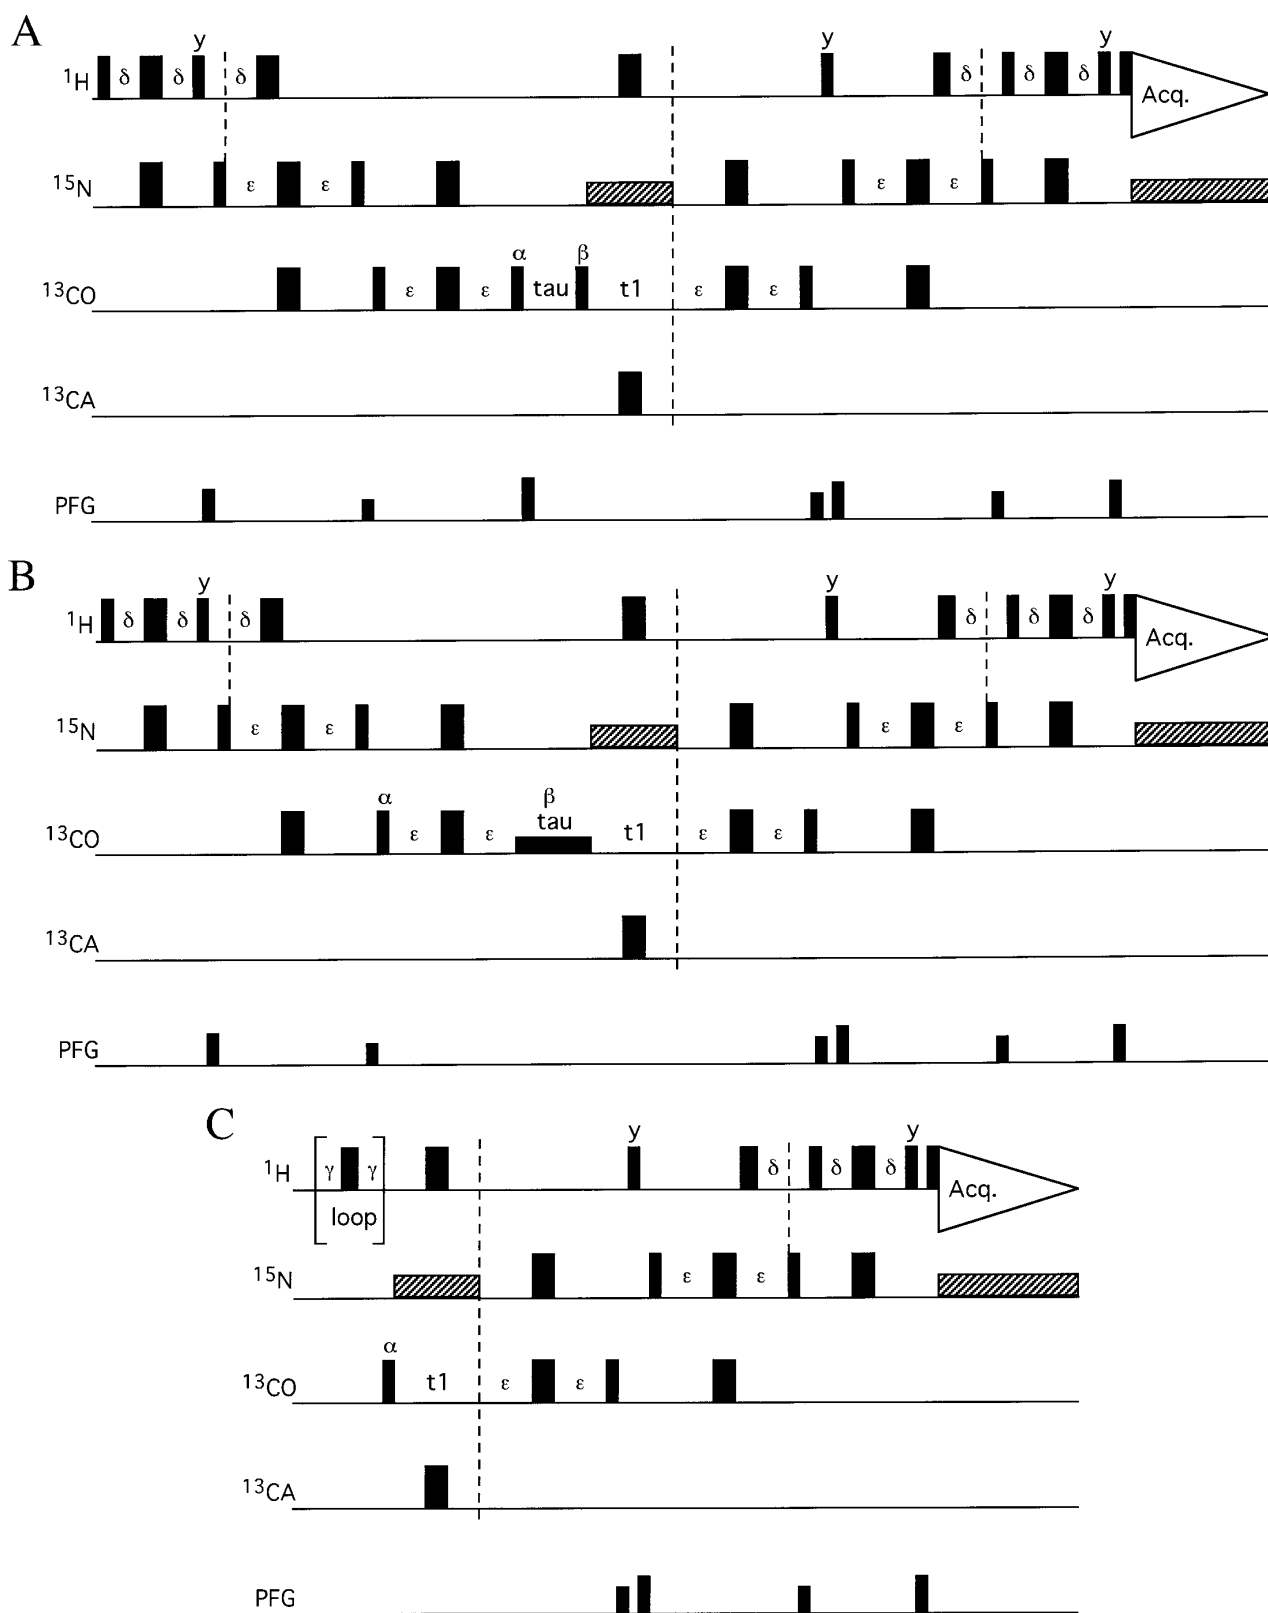 A
y y y
¹H δ δ δ δ δ δ Acq.
¹⁵N ε ε ε ε
α β
¹³CO ε ε tau t1 ε ε
¹³CA
PFG
B
y y y
¹H δ δ δ δ δ δ Acq.
¹⁵N ε ε ε ε
α β
¹³CO ε ε tau t1 ε ε
¹³CA
PFG
C
y y
¹H γ γ δ δ δ Acq.
loop
¹⁵N ε ε
α
¹³CO t1 ε ε
¹³CA
PFG